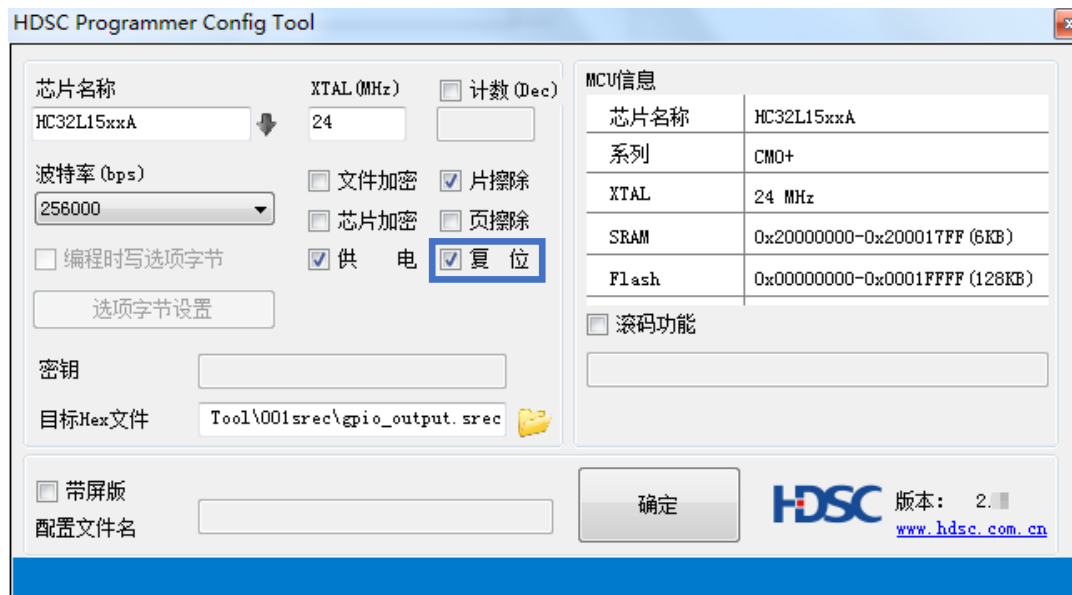 HDSC Programmer Config Tool
芯片名称
XTAL(MHz)
计数(Dec)
HC32L15xxA
24
波特率(bps)
256000
文件加密
片擦除
芯片加密
页擦除
编程时写选项字节
供 电
复 位
选项字节设置
密钥
目标Hex文件
Tool\001srec\gpio_output.srec
MCU信息
芯片名称 HC32L15xxA
系列 CM0+
XTAL 24 MHz
SRAM 0x20000000-0x200017FF(6KB)
Flash 0x00000000-0x0001FFFF(128KB)
滚码功能
带屏版
配置文件名
确定
HDSC
版本: 2.
www.hdsc.com.cn